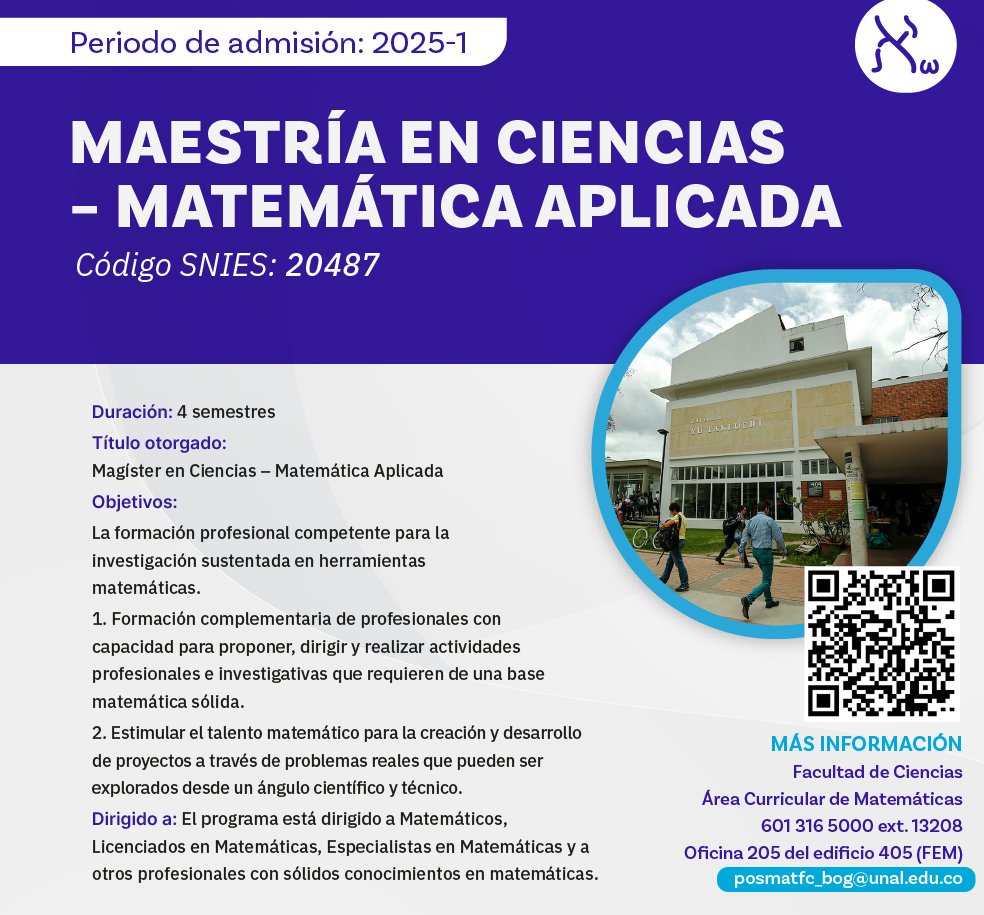 Periodo de admisión: 2025-1
ω
MAESTRÍA EN CIENCIAS
– MATEMÁTICA APLICADA
Código SNIES: 20487
YU TAKEUCHI
404
Duración: 4 semestres
Título otorgado:
Magíster en Ciencias – Matemática Aplicada
Objetivos:
La formación profesional competente para la
investigación sustentada en herramientas
matemáticas.
1. Formación complementaria de profesionales con
capacidad para proponer, dirigir y realizar actividades
profesionales e investigativas que requieren de una base
matemática sólida.
2. Estimular el talento matemático para la creación y desarrollo
de proyectos a través de problemas reales que pueden ser
explorados desde un ángulo científico y técnico.
Dirigido a: El programa está dirigido a Matemáticos,
Licenciados en Matemáticas, Especialistas en Matemáticas y a
otros profesionales con sólidos conocimientos en matemáticas.
MÁS INFORMACIÓN
Facultad de Ciencias
Área Curricular de Matemáticas
601 316 5000 ext. 13208
Oficina 205 del edificio 405 (FEM)
posmatfc_bog@unal.edu.co